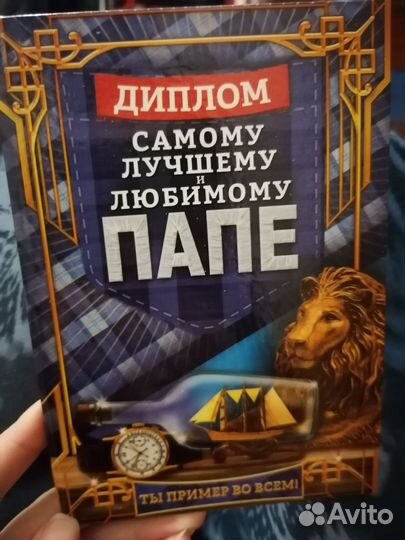 ДИПЛОМ
САМОМУ
ЛУЧШЕМУ
И
ЛЮБИМОМУ
ПАПЕ
ТЫ ПРИМЕР ВО ВСЕМ!
Avito